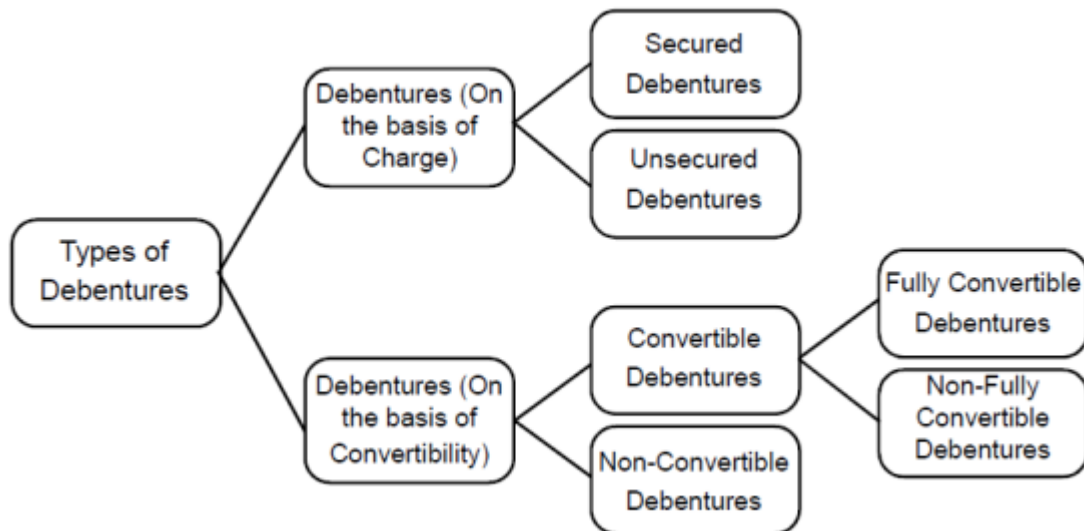 Types of
Debentures
Debentures (On
the basis of
Charge)
Secured
Debentures
Unsecured
Debentures
Debentures (On
the basis of
Convertibility)
Convertible
Debentures
Fully Convertible
Debentures
Non-Fully
Convertible
Debentures
Non-Convertible
Debentures